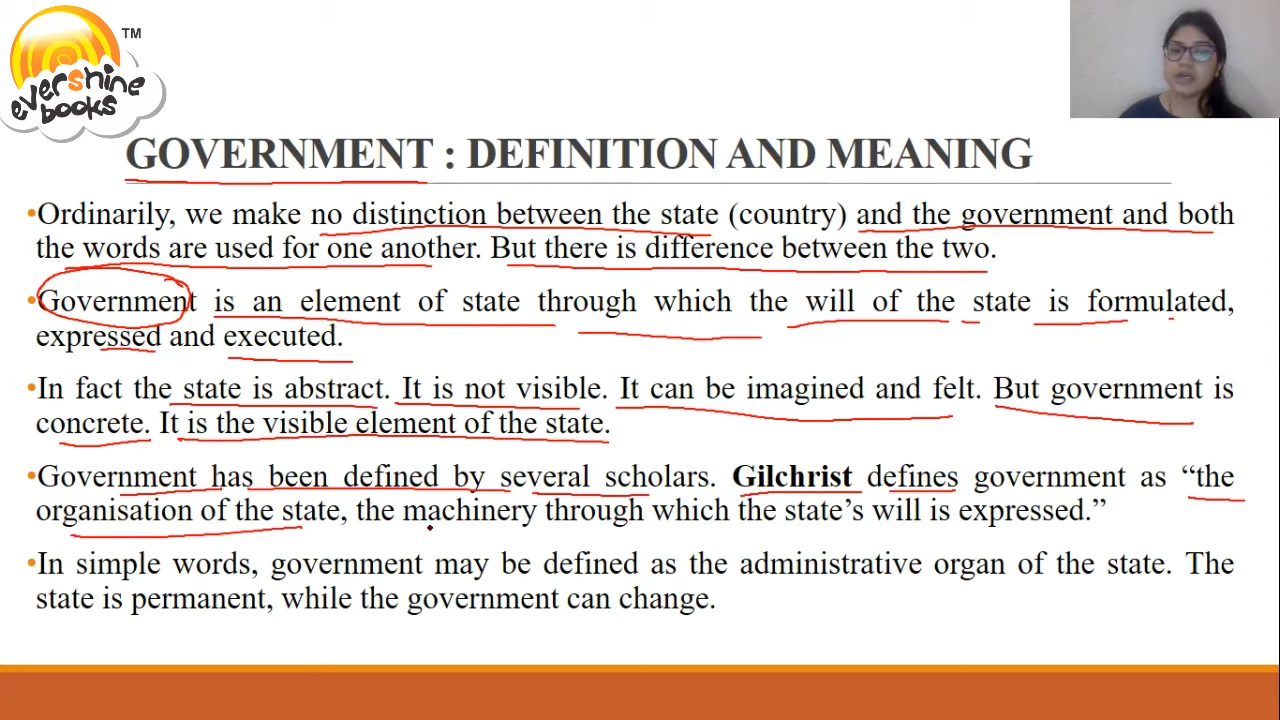 TM
evershine
books
GOVERNMENT : DEFINITION AND MEANING
•Ordinarily, we make no distinction between the state (country) and the government and both
the words are used for one another. But there is difference between the two.
•Government is an element of state through which the will of the state is formulated,
expressed and executed.
•In fact the state is abstract. It is not visible. It can be imagined and felt. But government is
concrete. It is the visible element of the state.
•Government has been defined by several scholars. Gilchrist defines government as “the
organisation of the state, the machinery through which the state’s will is expressed.”
•In simple words, government may be defined as the administrative organ of the state. The
state is permanent, while the government can change.